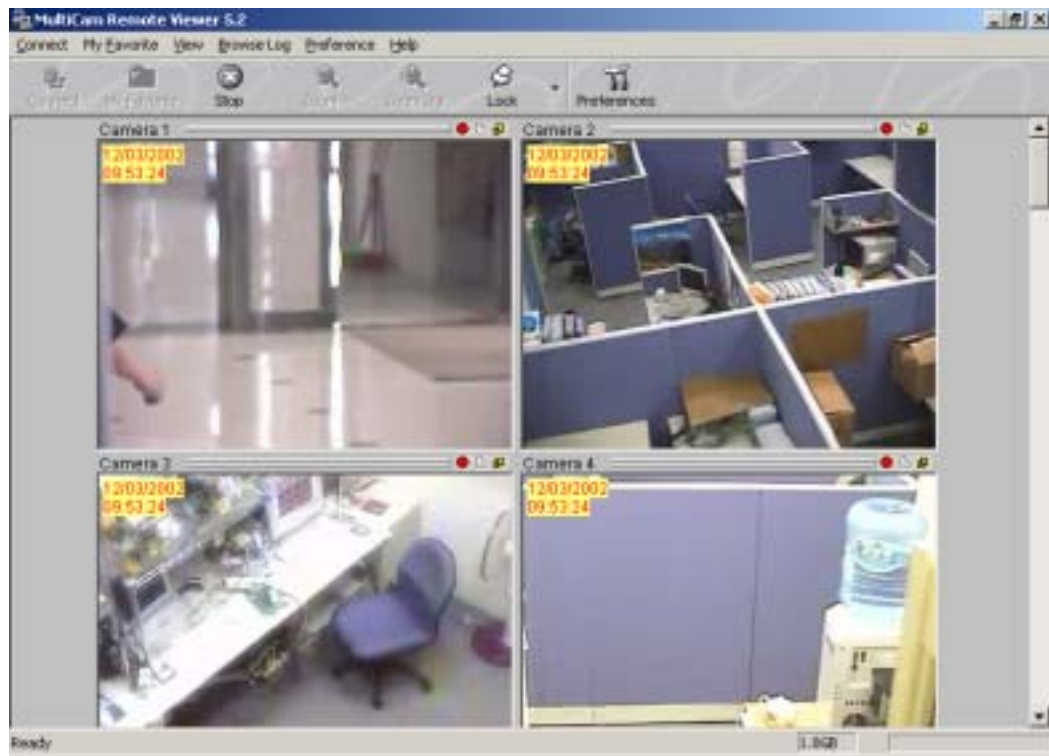 MultiCam Remote Viewer 5.2
Connect My Favorite View Browse Log Preference Help
Connect My Favorite Stop Lock Preferences
Camera 1
12/03/2002
09:53:24
Camera 2
12/03/2002
09:53:24
Camera 3
12/03/2002
09:53:24
Camera 4
12/03/2002
09:53:24
Ready